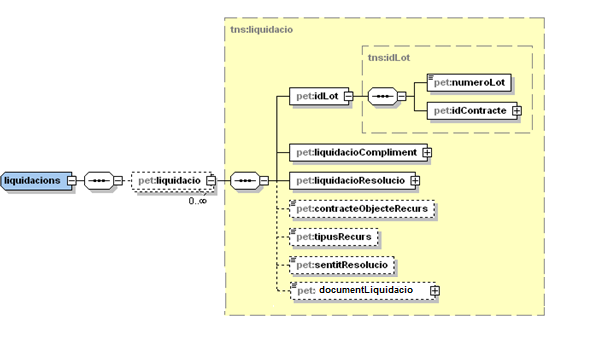 tns:liquidacio
tns:idLot
pet:numeroLot
pet:idLot
pet:idContracte
pet:liquidacioCompliment
liquidacions
pet:liquidacio
pet:liquidacioResolucio
0..∞
pet:contracteObjecteRecurs
pet:tipusRecurs
pet:sentitResolucio
pet: documentLiquidacio